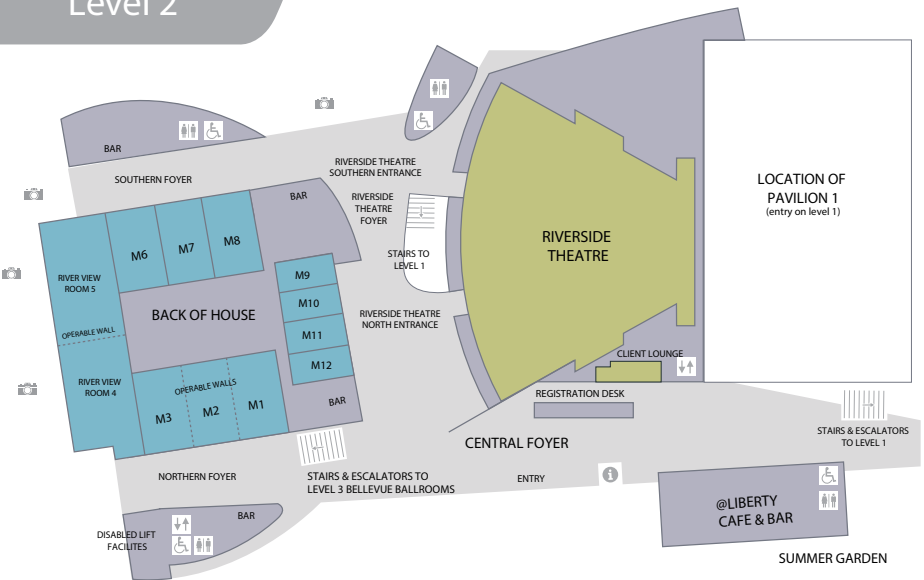 Level 2
BAR
SOUTHERN FOYER
RIVERSIDE THEATRE
SOUTHERN ENTRANCE
BAR
RIVERSIDE
THEATRE
FOYER
LOCATION OF
PAVILION 1
(entry on level 1)
M6
M7
M8
STAIRS TO
LEVEL 1
RIVERSIDE
THEATRE
RIVER VIEW
ROOM 5
M9
M10
BACK OF HOUSE
RIVERSIDE THEATRE
NORTH ENTRANCE
OPERABLE WALL
M11
M12
CLIENT LOUNGE
RIVER VIEW
ROOM 4
OPERABLE WALLS
M3
M2
M1
BAR
REGISTRATION DESK
STAIRS & ESCALATORS
TO LEVEL 1
CENTRAL FOYER
NORTHERN FOYER
STAIRS & ESCALATORS TO
LEVEL 3 BELLEVUE BALLROOMS
ENTRY
i
@LIBERTY
CAFE & BAR
BAR
DISABLED LIFT
FACILITES
SUMMER GARDEN